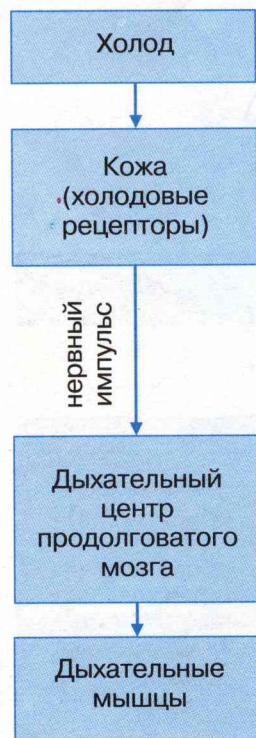 Холод
Кожа
(холодовые
рецепторы)
нервный
импульс
Дыхательный
центр
продолговатого
мозга
Дыхательные
мышцы